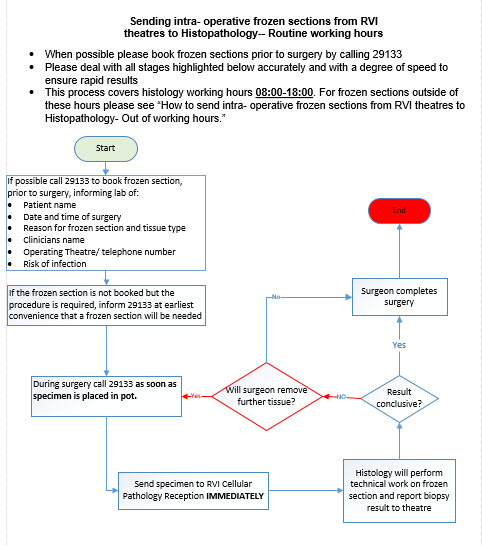 Sending intra- operative frozen sections from RVI
theatres to Histopathology-- Routine working hours
• When possible please book frozen sections prior to surgery by calling 29133
• Please deal with all stages highlighted below accurately and with a degree of speed to
ensure rapid results
• This process covers histology working hours 08:00-18:00. For frozen sections outside of
these hours please see “How to send intra- operative frozen sections from RVI theatres to
Histopathology- Out of working hours.”
Start
If possible call 29133 to book frozen section,
prior to surgery, informing lab of:
• Patient name
• Date and time of surgery
• Reason for frozen section and tissue type
• Clinicians name
• Operating Theatre/ telephone number
• Risk of infection
If the frozen section is not booked but the
procedure is required, inform 29133 at earliest
convenience that a frozen section will be needed
During surgery call 29133 as soon as
specimen is placed in pot.
Send specimen to RVI Cellular
Pathology Reception IMMEDIATELY
Histology will perform
technical work on frozen
section and report biopsy
result to theatre
Result
conclusive?
NO
Will surgeon remove
further tissue?
Yes
No
Yes
Surgeon completes
surgery
End